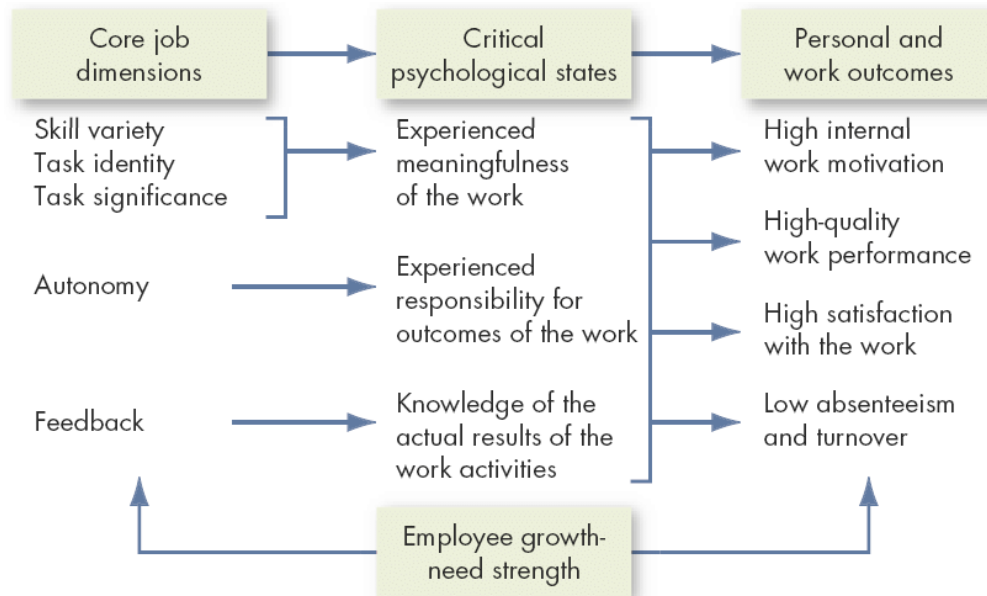 Core job
dimensions
Critical
psychological states
Personal and
work outcomes
Skill variety
Task identity
Task significance
Experienced
meaningfulness
of the work
High internal
work motivation
High-quality
work performance
Autonomy
Experienced
responsibility for
outcomes of the work
High satisfaction
with the work
Feedback
Knowledge of the
actual results of the
work activities
Low absenteeism
and turnover
Employee growth-
need strength